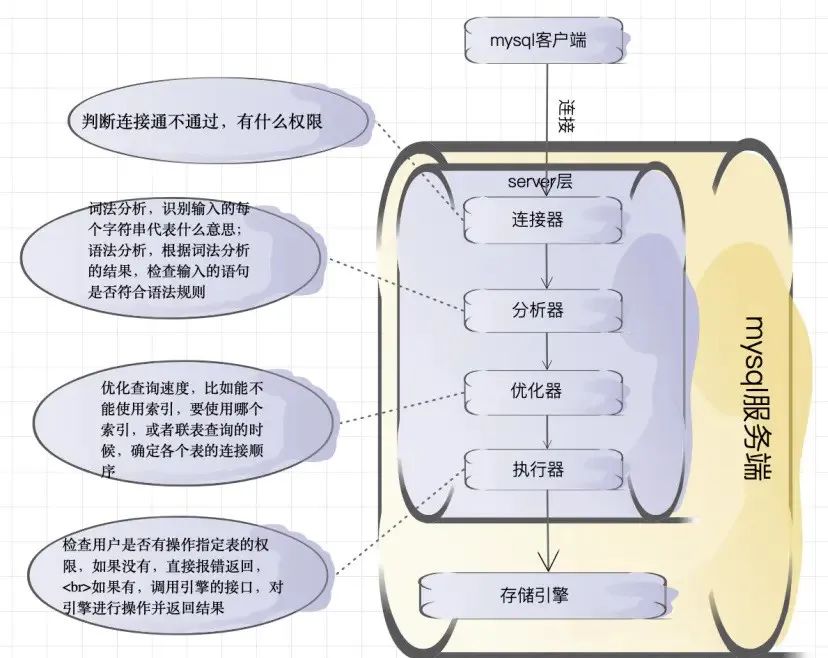 mysql客户端
连接
判断连接通不通过，有什么权限
server层
连接器
词法分析，识别输入的每
个字符串代表什么意思；
语法分析，根据词法分析
的结果，检查输入的语句
是否符合语法规则
分析器
mysql服务端
优化查询速度，比如能不
能使用索引，要使用哪个
索引，或者联表查询的时
候，确定各个表的连接顺
序
优化器
执行器
检查用户是否有操作指定表的权
限，如果没有，直接报错返回，
<br>如果有，调用引擎的接口，对
引擎进行操作并返回结果
存储引擎